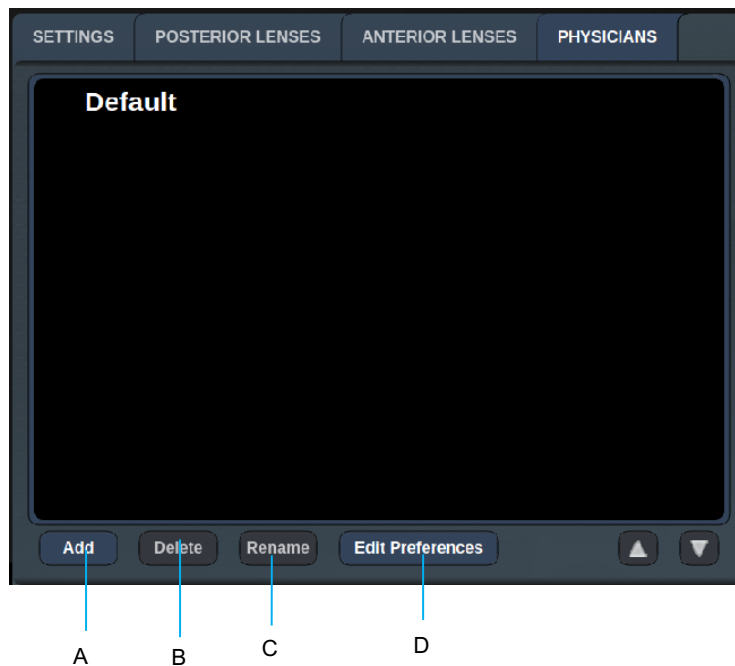 SETTINGS POSTERIOR LENSES ANTERIOR LENSES PHYSICIANS
Default
Add Delete Rename Edit Preferences
A B C D